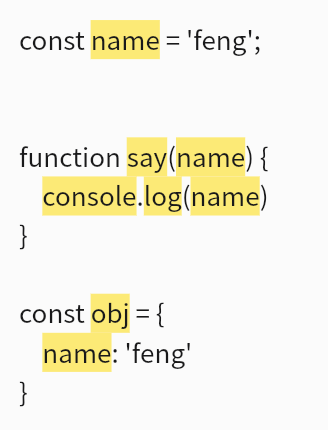 const name = 'feng';
function say(name) {
    console.log(name)
}
const obj = {
    name: 'feng'
}